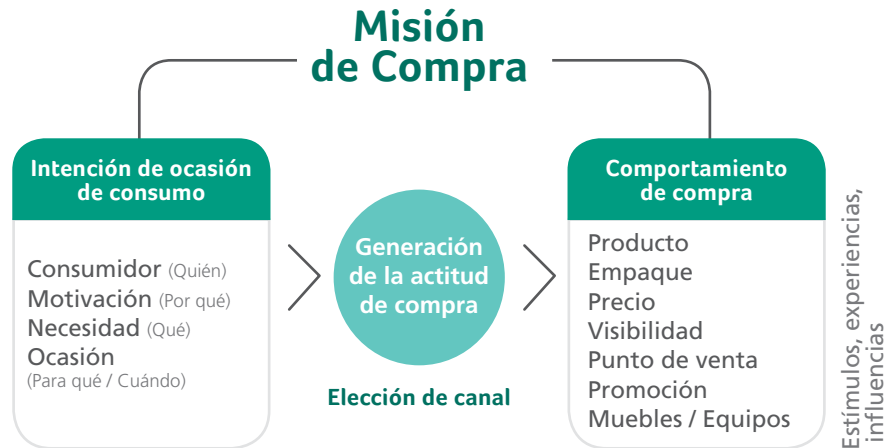 Misión
de Compra
Intención de ocasión
de consumo
Consumidor (Quién)
Motivación (Por qué)
Necesidad (Qué)
Ocasión
(Para qué / Cuándo)
Generación
de la actitud
de compra
Elección de canal
Comportamiento
de compra
Producto
Empaque
Precio
Visibilidad
Punto de venta
Promoción
Muebles / Equipos
Estímulos, experiencias,
influencias